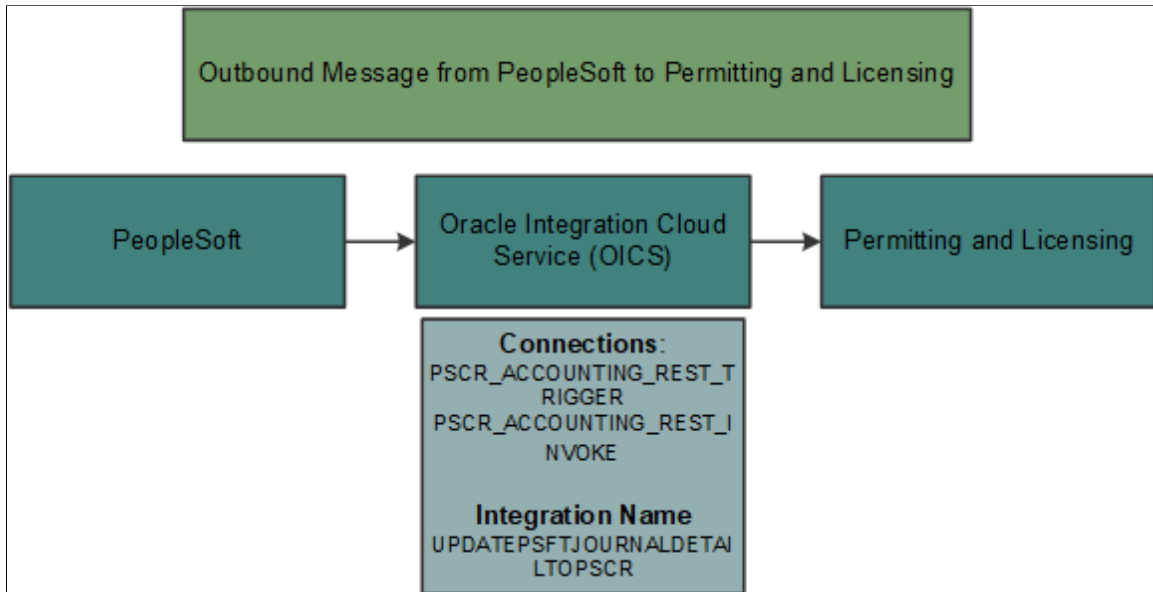 Outbound Message from PeopleSoft to Permitting and Licensing
PeopleSoft
Oracle Integration Cloud
Service (OICS)
Permitting and Licensing
Connections:
PSCR_ACCOUNTING_REST_T
RIGGER
PSCR_ACCOUNTING_REST_I
NVOKE
Integration Name
UPDATEPSFTJOURNALDETAI
LTOPSCR